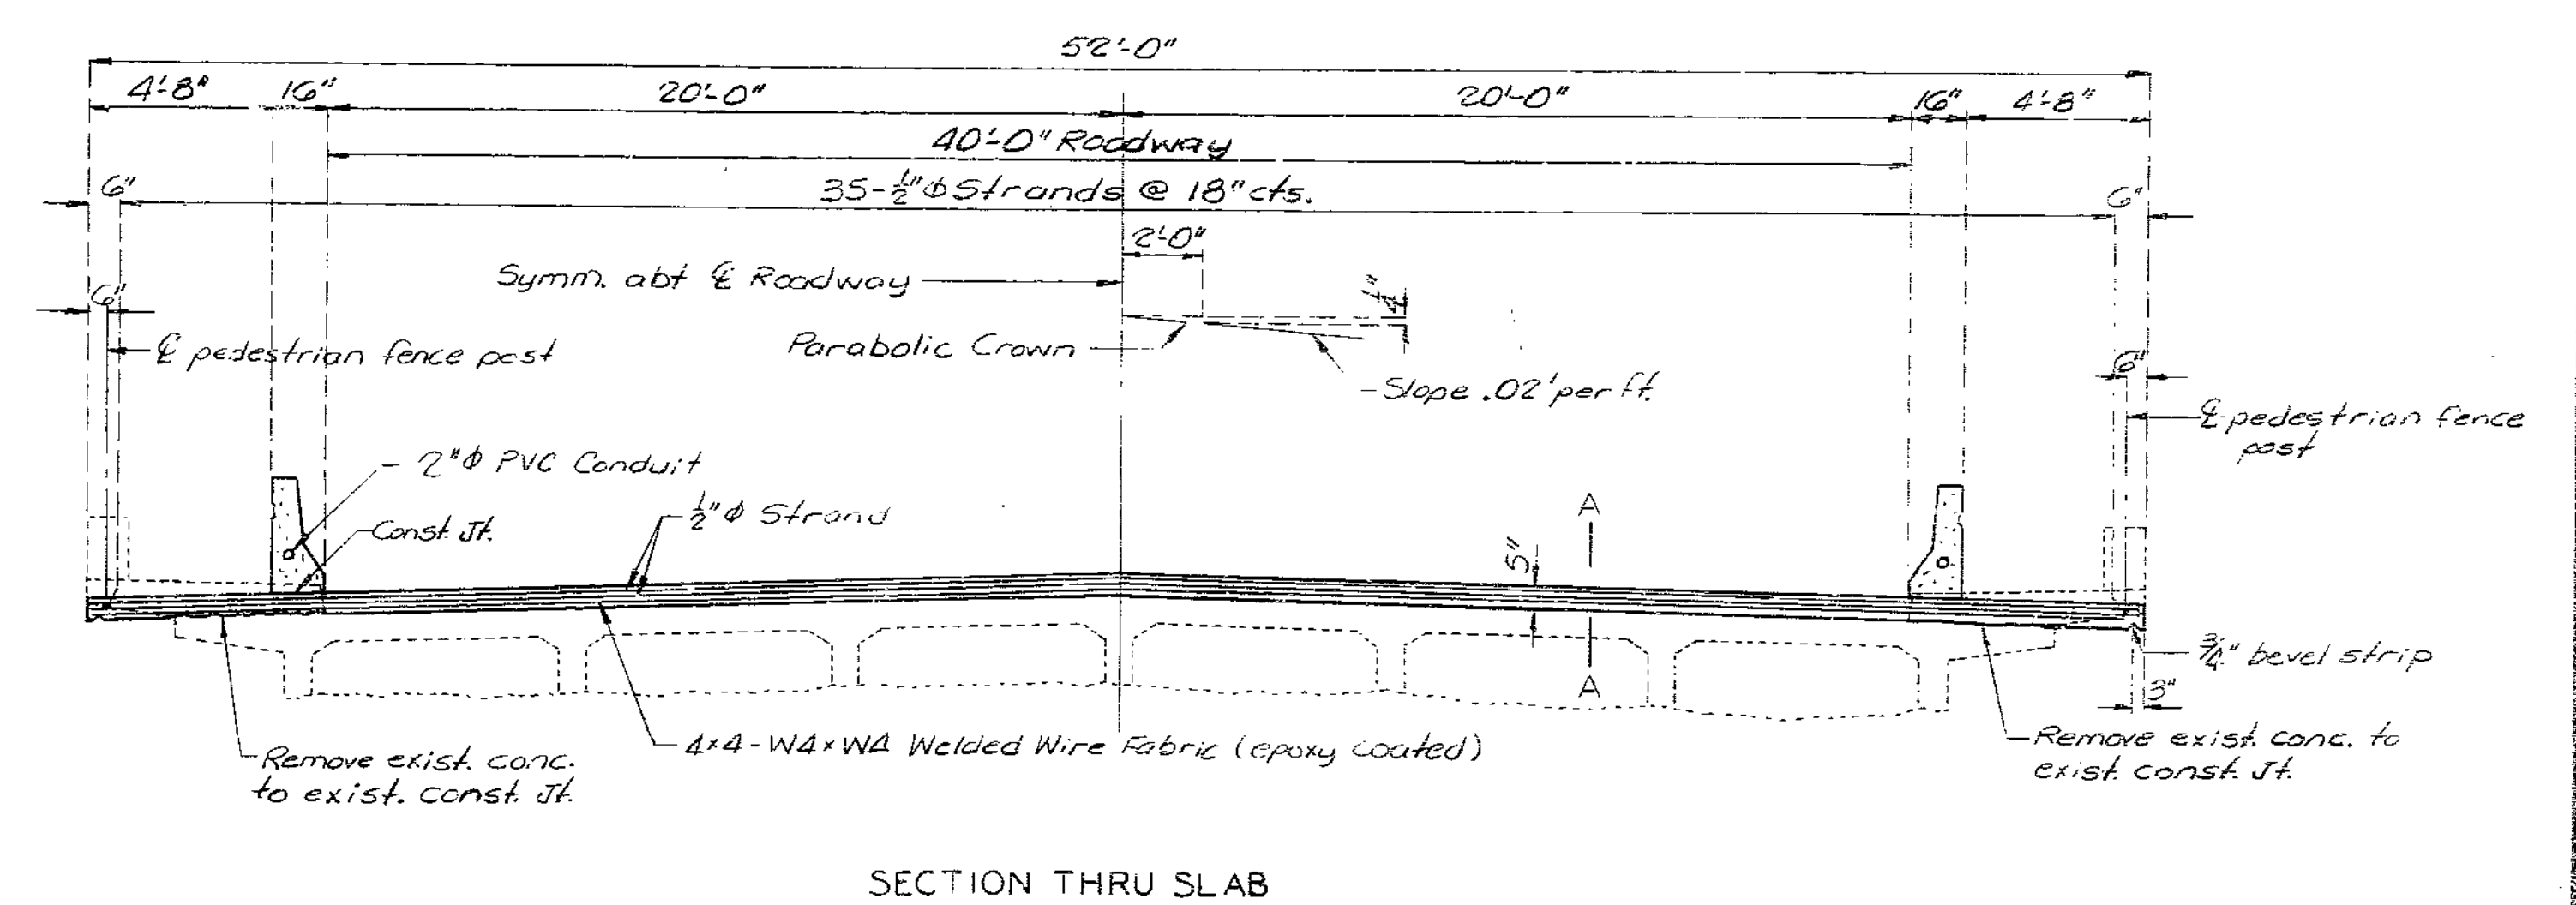 52'-0"
4'-8" 16" 20'-0" 20'-0" 16" 4'-8"
40'-0" Roadway
6" 35-½"ϕ Strands @ 18" cts. 6"
2'-0"
Symm. abt ℄ Roadway
¼"
6"
Parabolic Crown
℄ pedestrian fence post
6"
Slope .02' per ft.
℄ pedestrian fence
post
2"ϕ PVC Conduit
½"ϕ Strand
Const. Jt.
A
5"
¾" bevel strip
A
3"
4x4-W4xW4 Welded Wire Fabric (epoxy coated)
Remove exist. conc.
to exist. const. Jt.
Remove exist. conc. to
exist. const. Jt.
SECTION THRU SLAB